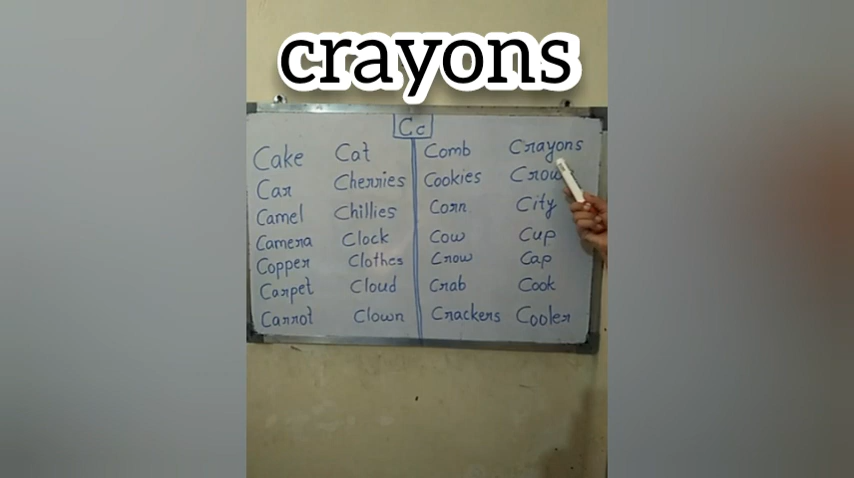 crayons
Cc
Cake Cat Comb Crayons
Car Cherries Cookies
Camel Chillies Corn City
Camera Clock Cow Cup
Copper Clothes Crow Cap
Carpet Cloud Crab Cook
Carrot Clown Crackers Cooler